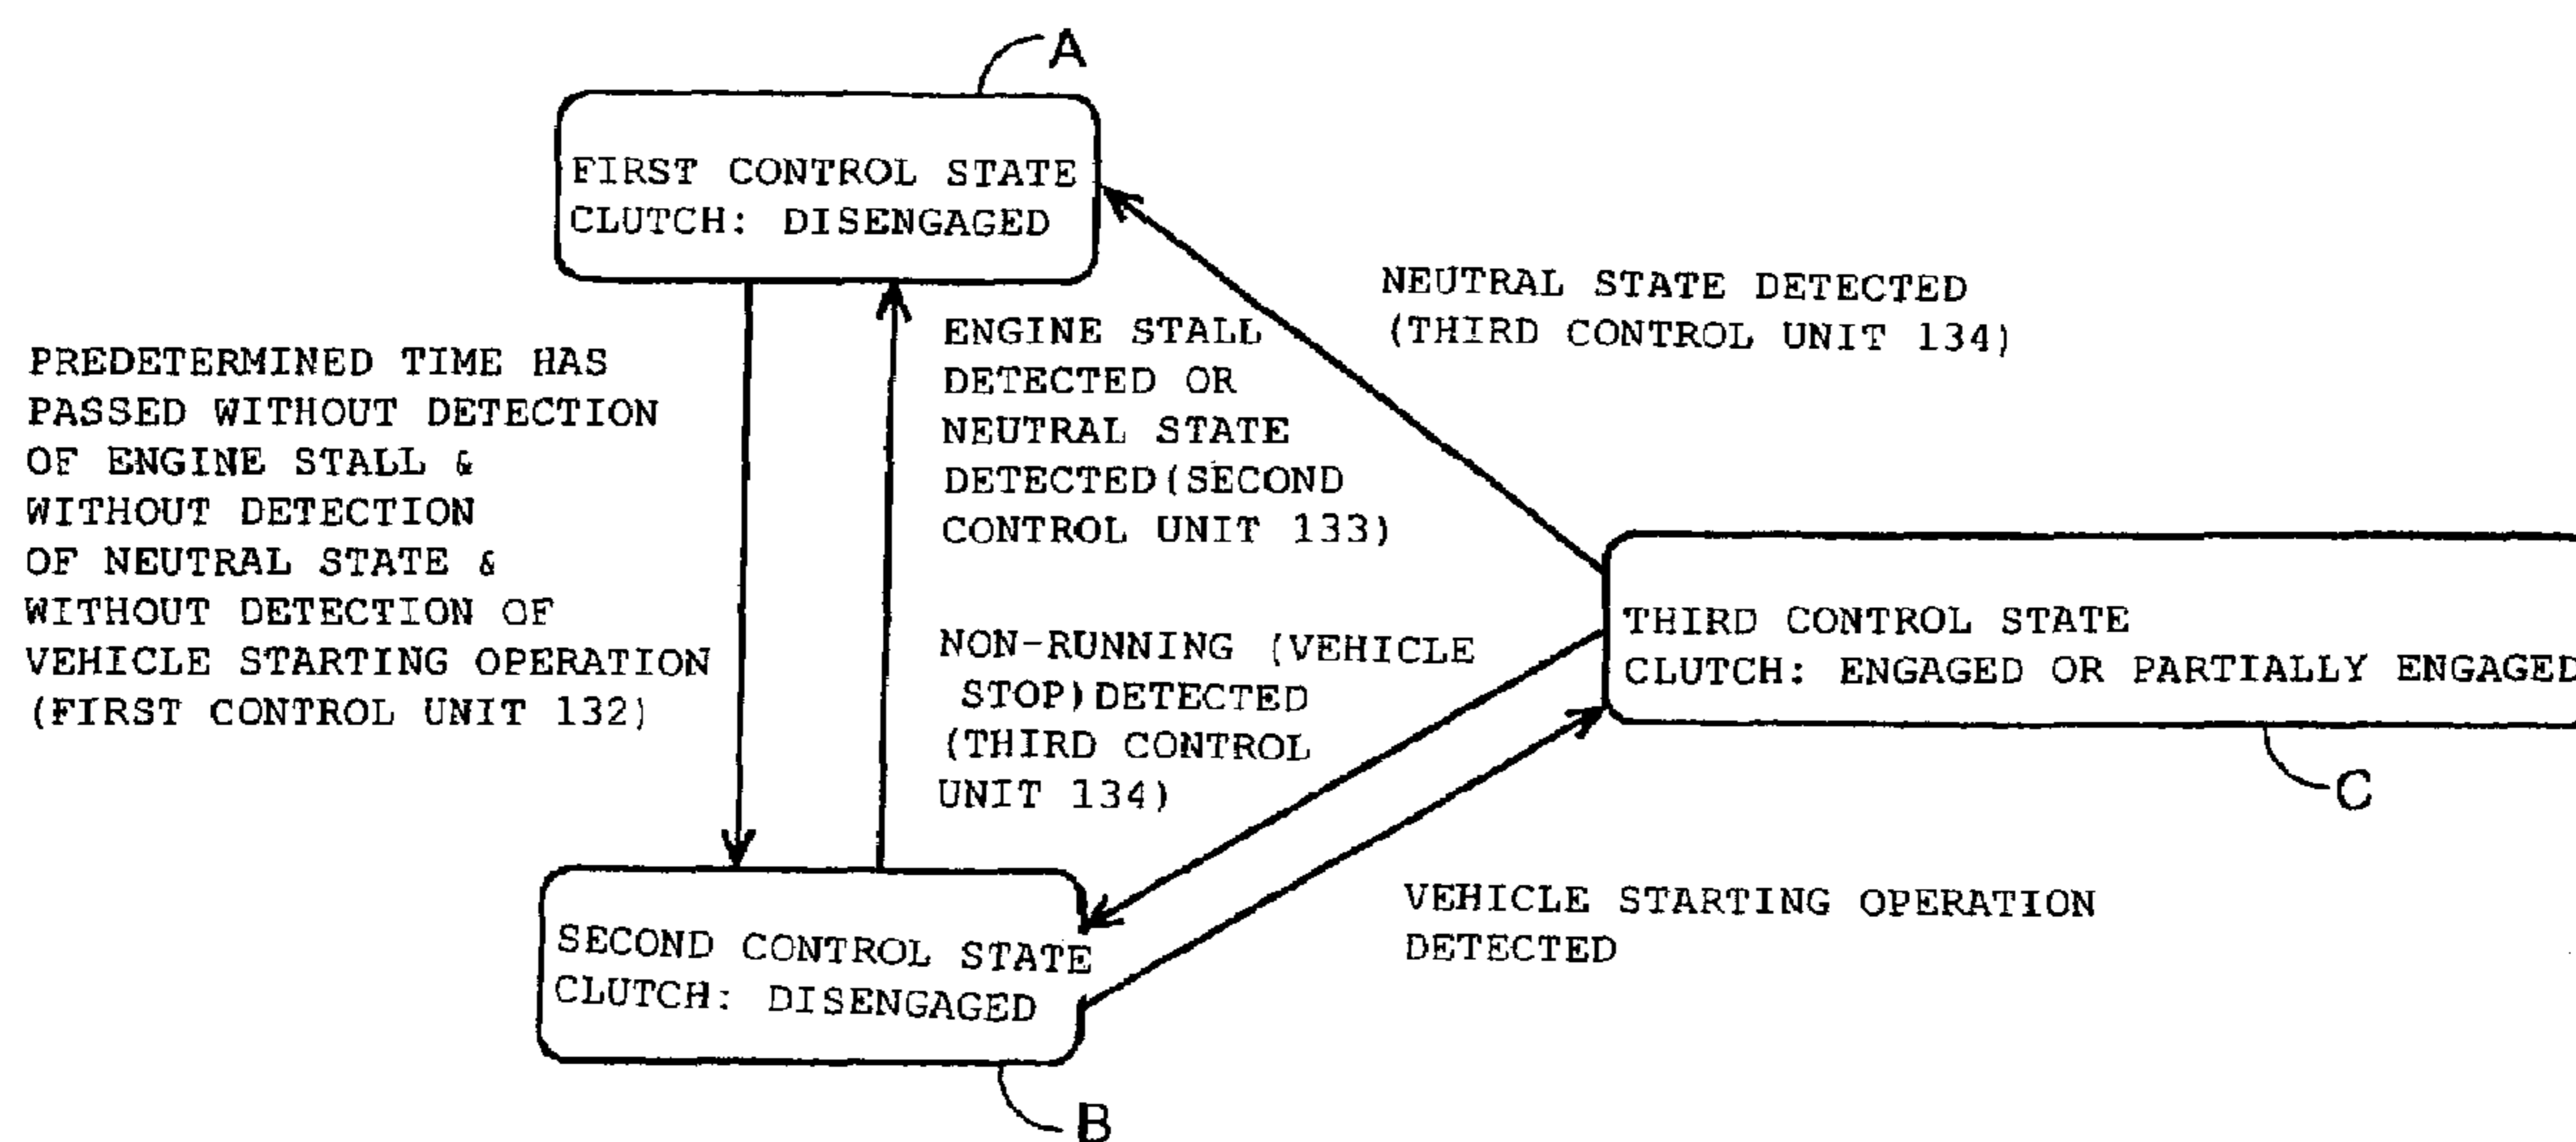 A
FIRST CONTROL STATE
CLUTCH: DISENGAGED
NEUTRAL STATE DETECTED
(THIRD CONTROL UNIT 134)
PREDETERMINED TIME HAS
PASSED WITHOUT DETECTION
OF ENGINE STALL &
WITHOUT DETECTION
OF NEUTRAL STATE &
WITHOUT DETECTION OF
VEHICLE STARTING OPERATION
(FIRST CONTROL UNIT 132)
ENGINE STALL
DETECTED OR
NEUTRAL STATE
DETECTED(SECOND
CONTROL UNIT 133)
NON-RUNNING (VEHICLE
STOP)DETECTED
(THIRD CONTROL
UNIT 134)
THIRD CONTROL STATE
CLUTCH: ENGAGED OR PARTIALLY ENGAGED
C
VEHICLE STARTING OPERATION
DETECTED
SECOND CONTROL STATE
CLUTCH: DISENGAGED
B